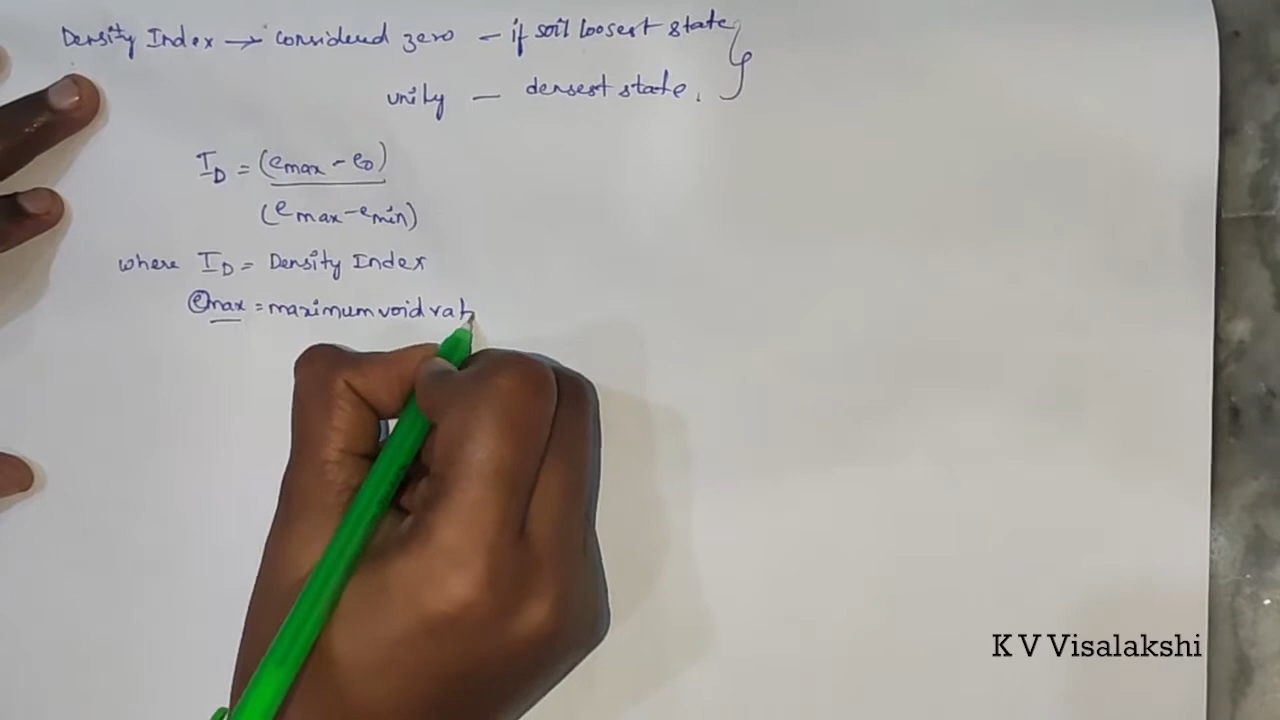 Density Index → considered zero - if soil loosest state
unity - densest state.
I_D = (e_max - e_0)
(e_max - e_min)
where I_D = Density Index
e_max = maximum void rat
K V Visalakshi